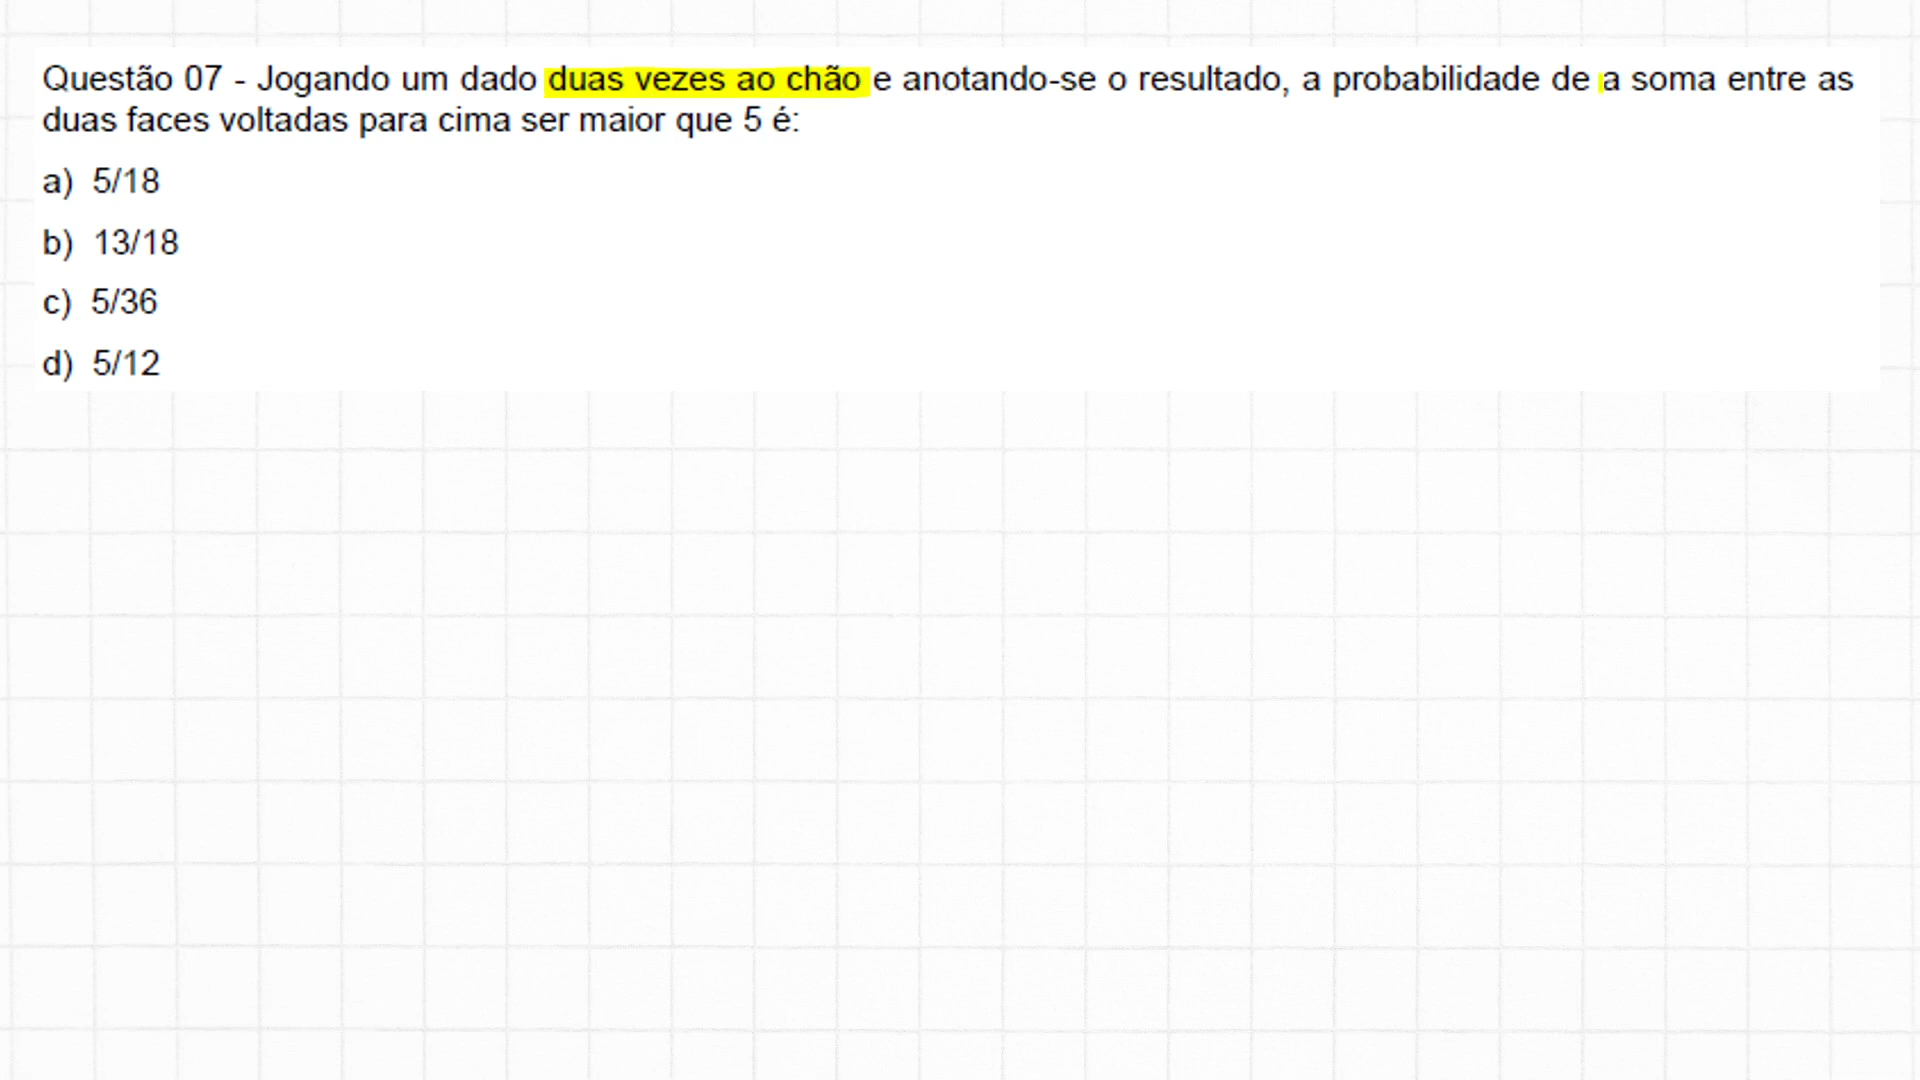 Questão 07 - Jogando um dado duas vezes ao chão e anotando-se o resultado, a probabilidade de a soma entre as
duas faces voltadas para cima ser maior que 5 é:
a) 5/18
b) 13/18
c) 5/36
d) 5/12